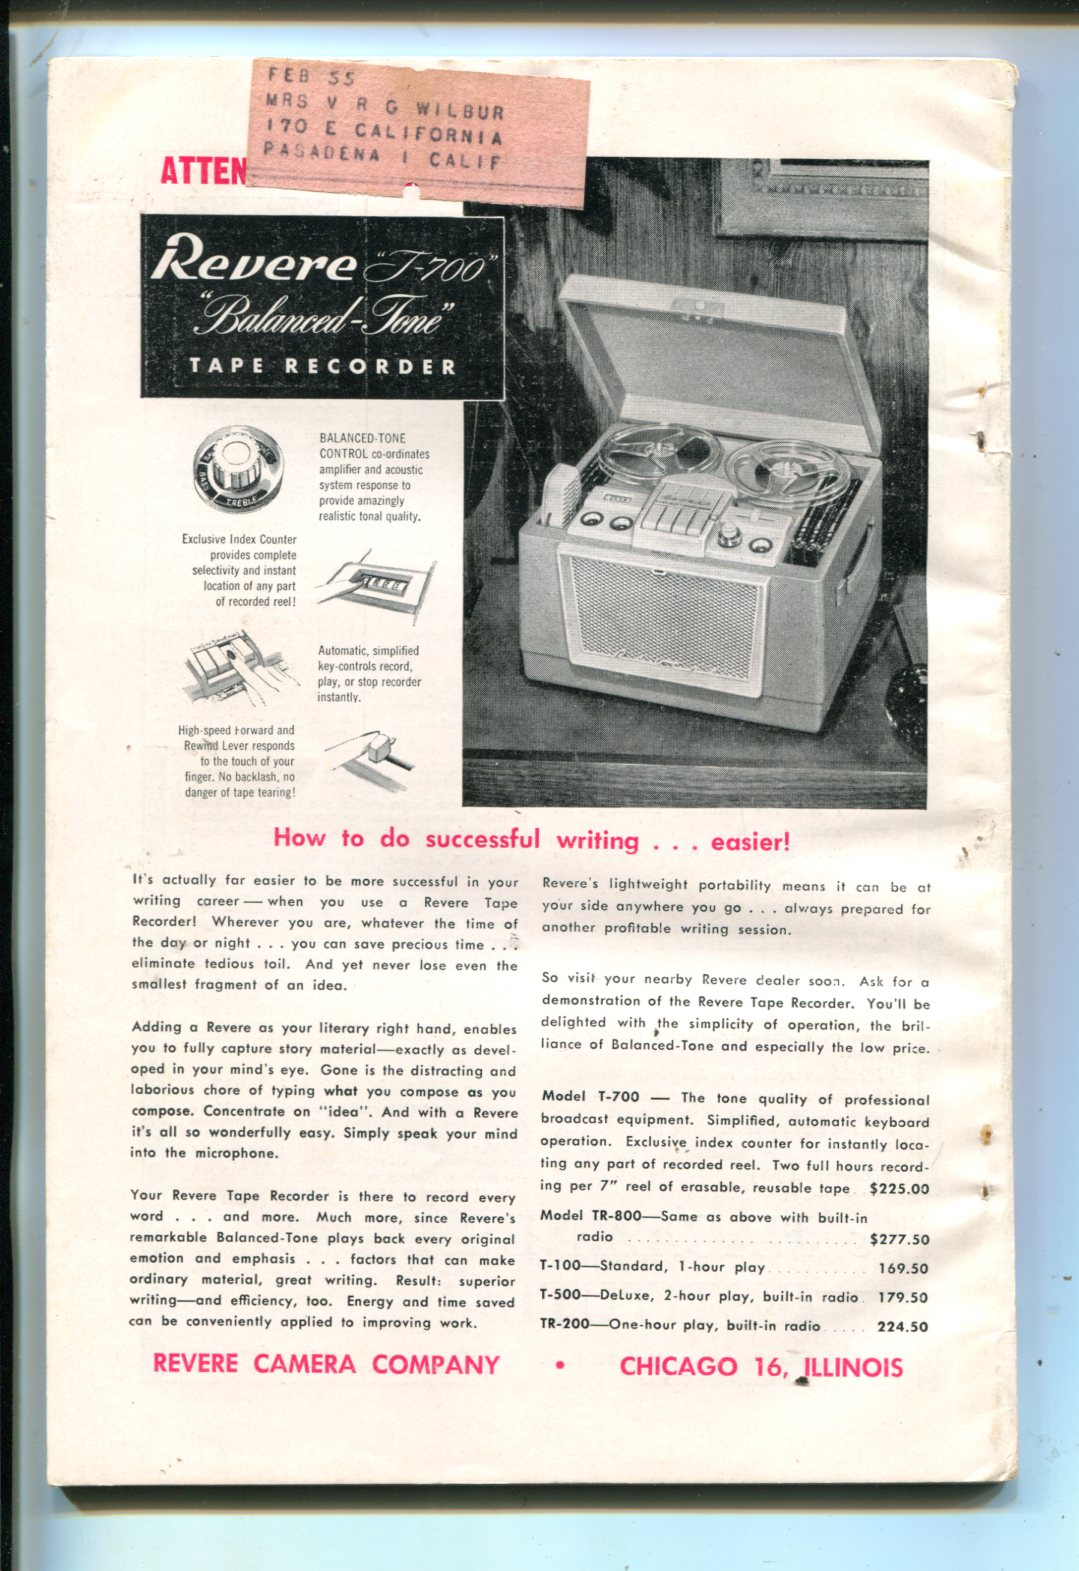 FEB 55
MRS V R G WILBUR
170 E CALIFORNIA
PASADENA 1 CALIF
ATTEN
Revere "T-700"
"Balanced-Tone"
TAPE RECORDER
BASS
TREBLE
BALANCED-TONE
CONTROL co-ordinates
amplifier and acoustic
system response to
provide amazingly
realistic tonal quality.
Exclusive Index Counter
provides complete
selectivity and instant
location of any part
of recorded reel!
Automatic, simplified
key-controls record,
play, or stop recorder
instantly.
High-speed Forward and
Rewind Lever responds
to the touch of your
finger. No backlash, no
danger of tape tearing!
How to do successful writing . . . easier!
It's actually far easier to be more successful in your
writing career — when you use a Revere Tape
Recorder! Wherever you are, whatever the time of
the day or night . . . you can save precious time . . .
eliminate tedious toil. And yet never lose even the
smallest fragment of an idea.
Adding a Revere as your literary right hand, enables
you to fully capture story material—exactly as devel-
oped in your mind's eye. Gone is the distracting and
laborious chore of typing what you compose as you
compose. Concentrate on "idea". And with a Revere
it's all so wonderfully easy. Simply speak your mind
into the microphone.
Your Revere Tape Recorder is there to record every
word . . . and more. Much more, since Revere's
remarkable Balanced-Tone plays back every original
emotion and emphasis . . . factors that can make
ordinary material, great writing. Result: superior
writing—and efficiency, too. Energy and time saved
can be conveniently applied to improving work.
Revere's lightweight portability means it can be at
your side anywhere you go . . . always prepared for
another profitable writing session.
So visit your nearby Revere dealer soon. Ask for a
demonstration of the Revere Tape Recorder. You'll be
delighted with the simplicity of operation, the bril-
liance of Balanced-Tone and especially the low price.
Model T-700 — The tone quality of professional
broadcast equipment. Simplified, automatic keyboard
operation. Exclusive index counter for instantly loca-
ting any part of recorded reel. Two full hours record-
ing per 7" reel of erasable, reusable tape . $225.00
Model TR-800—Same as above with built-in
radio . . . . . . . . . . . . . . . . . . . . . . . . . $277.50
T-100—Standard, 1-hour play . . . . . . . . . . . 169.50
T-500—DeLuxe, 2-hour play, built-in radio . 179.50
TR-200—One-hour play, built-in radio . . . . . 224.50
REVERE CAMERA COMPANY • CHICAGO 16, ILLINOIS